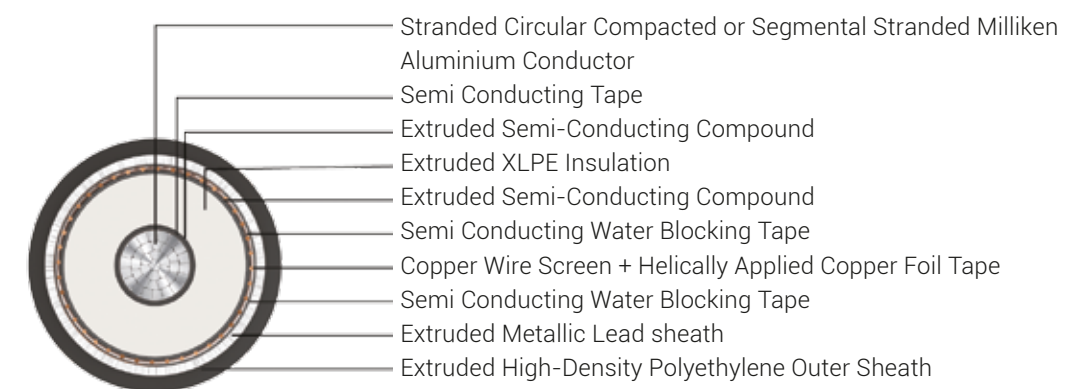 Stranded Circular Compacted or Segmental Stranded Milliken
Aluminium Conductor
Semi Conducting Tape
Extruded Semi-Conducting Compound
Extruded XLPE Insulation
Extruded Semi-Conducting Compound
Semi Conducting Water Blocking Tape
Copper Wire Screen + Helically Applied Copper Foil Tape
Semi Conducting Water Blocking Tape
Extruded Metallic Lead sheath
Extruded High-Density Polyethylene Outer Sheath